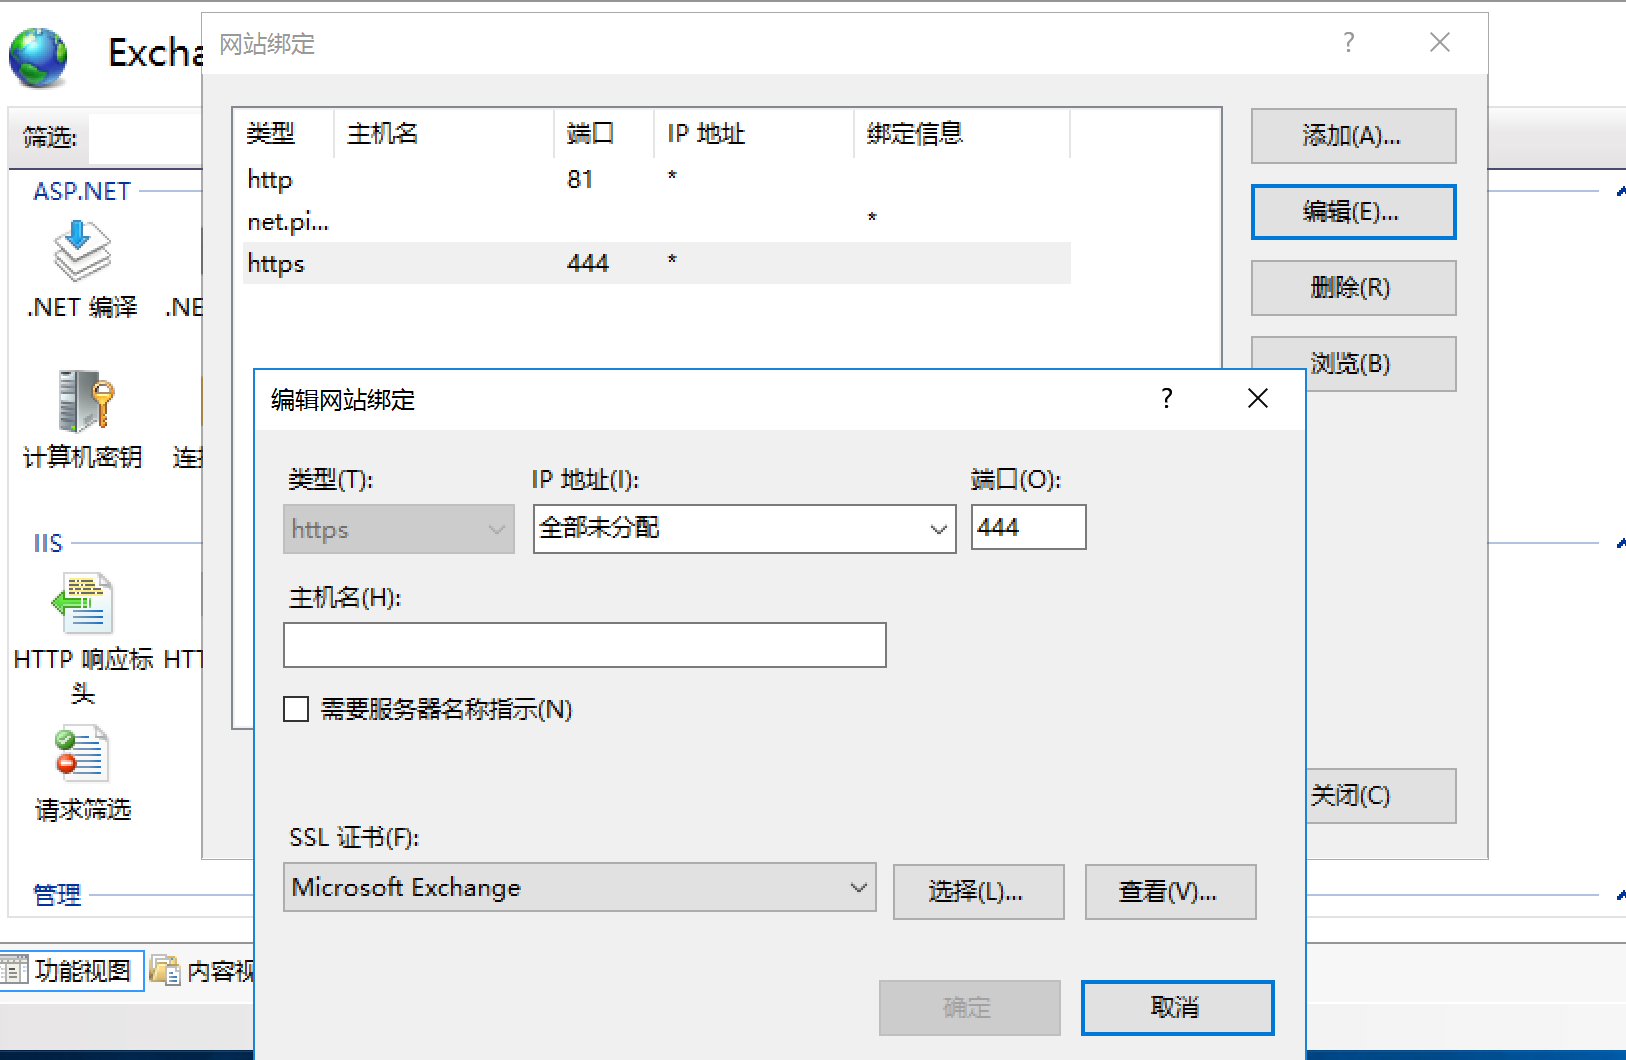 网站绑定
?
Excha
筛选:
类型 主机名 端口 IP 地址 绑定信息
http 81 *
net.pi... *
https 444 *
添加(A)...
编辑(E)...
删除(R)
浏览(B)
关闭(C)
ASP.NET
.NET 编译 .NE
计算机密钥
IIS
HTTP 响应标头 HTT
请求筛选
管理
功能视图 内容视
编辑网站绑定
?
类型(T): IP 地址(I): 端口(O):
https 全部未分配 444
主机名(H):
需要服务器名称指示(N)
SSL 证书(F):
Microsoft Exchange 选择(L)... 查看(V)...
确定 取消